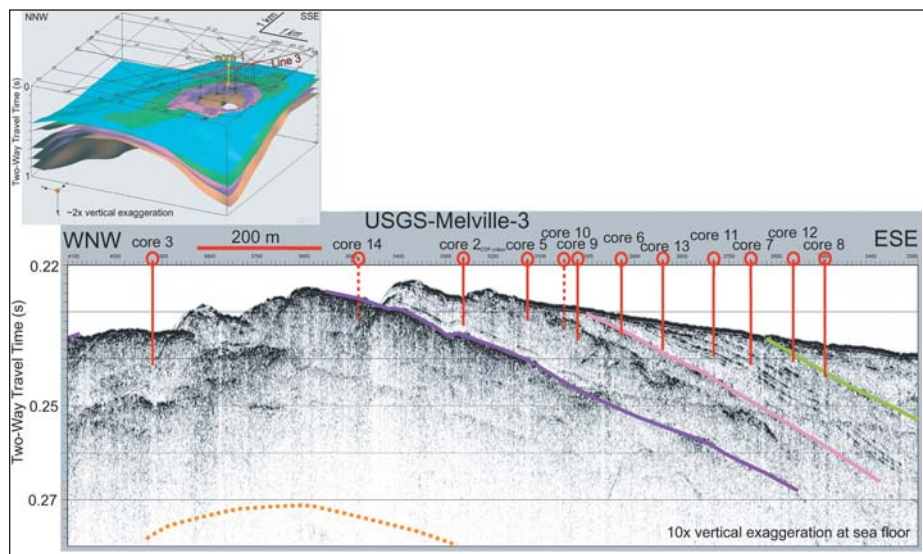 NNW
SSE
1 km
1 km
core 1
Line 3
Two-Way Travel Time (s)
0
1
~2x vertical exaggeration
USGS-Melville-3
WNW
ESE
200 m
core 3
core 14
core 2
core 5
core 10
core 9
core 6
core 13
core 11
core 7
core 12
core 8
Two-Way Travel Time (s)
0.22
0.25
0.27
10x vertical exaggeration at sea floor